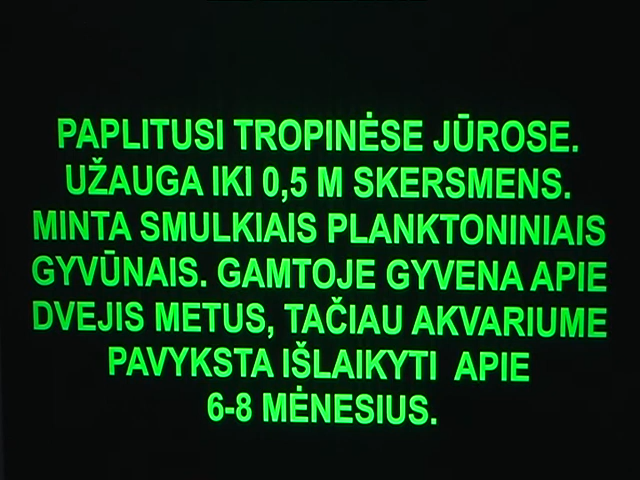 PAPLITUSI TROPINĖSE JŪROSE.
UŽAUGA IKI 0,5 M SKERSMENS.
MINTA SMULKIAIS PLANKTONINIAIS
GYVŪNAIS. GAMTOJE GYVENA APIE
DVEJIS METUS, TAČIAU AKVARIUME
PAVYKSTA IŠLAIKYTI APIE
6-8 MĖNESIUS.